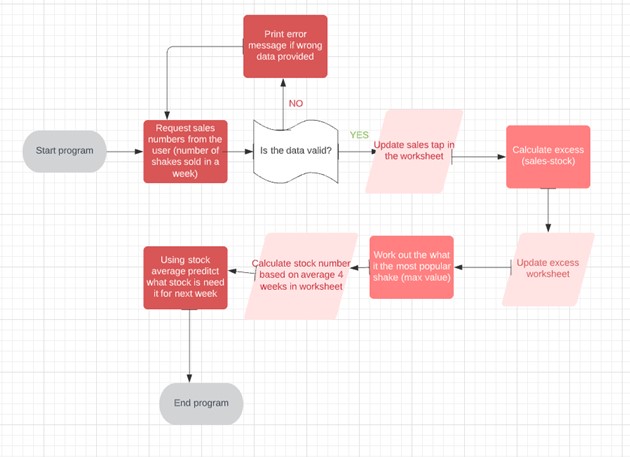 Print error
message if wrong
data provided
NO
Start program
Request sales
numbers from the
user (number of
shakes sold in a
week)
Is the data valid?
YES
Update sales tap in
the worksheet
Calculate excess
(sales-stock)
Using stock
average preditct
what stock is need
it for next week
Calculate stock number
based on average 4
weeks in worksheet
Work out the what
it the most popular
shake (max value)
Update excess
worksheet
End program